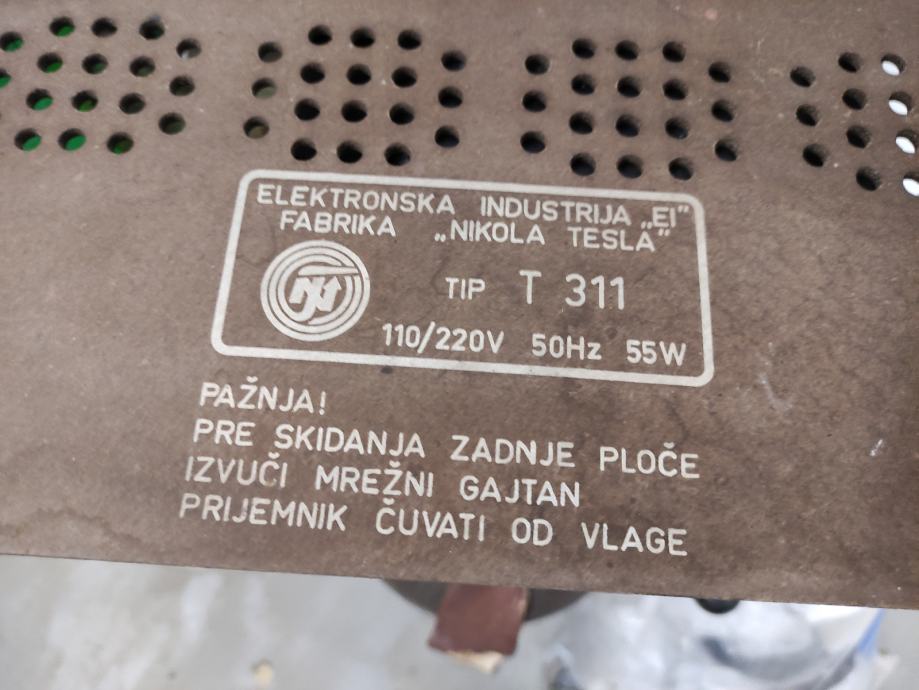 ELEKTRONSKA INDUSTRIJA „EI”
FABRIKA „NIKOLA TESLA”
TIP T 311
110/220V 50Hz 55W
PAŽNJA!
PRE SKIDANJA ZADNJE PLOČE
IZVUČI MREŽNI GAJTAN
PRIJEMNIK ČUVATI OD VLAGE